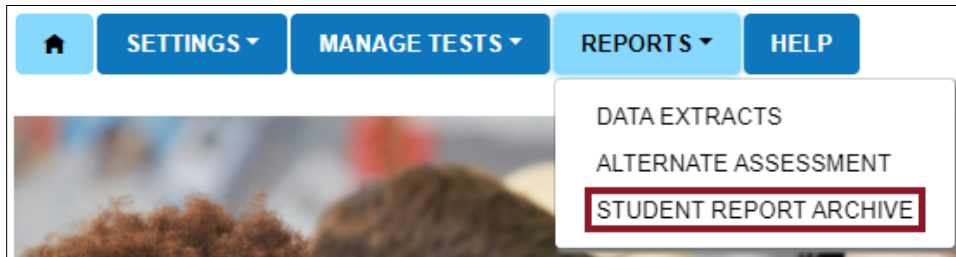 SETTINGS MANAGE TESTS REPORTS HELP
DATA EXTRACTS
ALTERNATE ASSESSMENT
STUDENT REPORT ARCHIVE